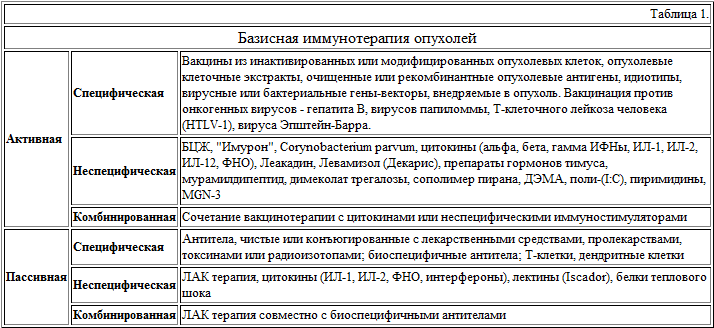 Таблица 1.
Базисная иммунотерапия опухолей
Активная
Специфическая
Вакцины из инактивированных или модифицированных опухолевых клеток, опухолевые
клеточные экстракты, очищенные или рекомбинантные опухолевые антигены, идиотипы,
вирусные или бактериальные гены-векторы, внедряемые в опухоль. Вакцинация против
онкогенных вирусов - гепатита В, вирусов папилломы, Т-клеточного лейкоза человека
(HTLV-1), вируса Эпштейн-Барра.
Неспецифическая
БЦЖ, "Имурон", Corynobacterium parvum, цитокины (альфа, бета, гамма ИФНы, ИЛ-1, ИЛ-2,
ИЛ-12, ФНО), Леакадин, Левамизол (Декарис), препараты гормонов тимуса,
мурамилдипептид, димеколат трегалозы, сополимер пирана, ДЭМА, поли-(I:C), пиримидины,
MGN-3
Комбинированная
Сочетание вакцинотерапии с цитокинами или неспецифическими иммуностимуляторами
Пассивная
Специфическая
Антитела, чистые или конъюгированные с лекарственными средствами, пролекарствами,
токсинами или радиоизотопами; биоспецифичные антитела; Т-клетки, дендритные клетки
Неспецифическая
ЛАК терапия, цитокины (ИЛ-1, ИЛ-2, ФНО, интерфероны), лектины (Iscador), белки теплового
шока
Комбинированная
ЛАК терапия совместно с биоспецифичными антителами